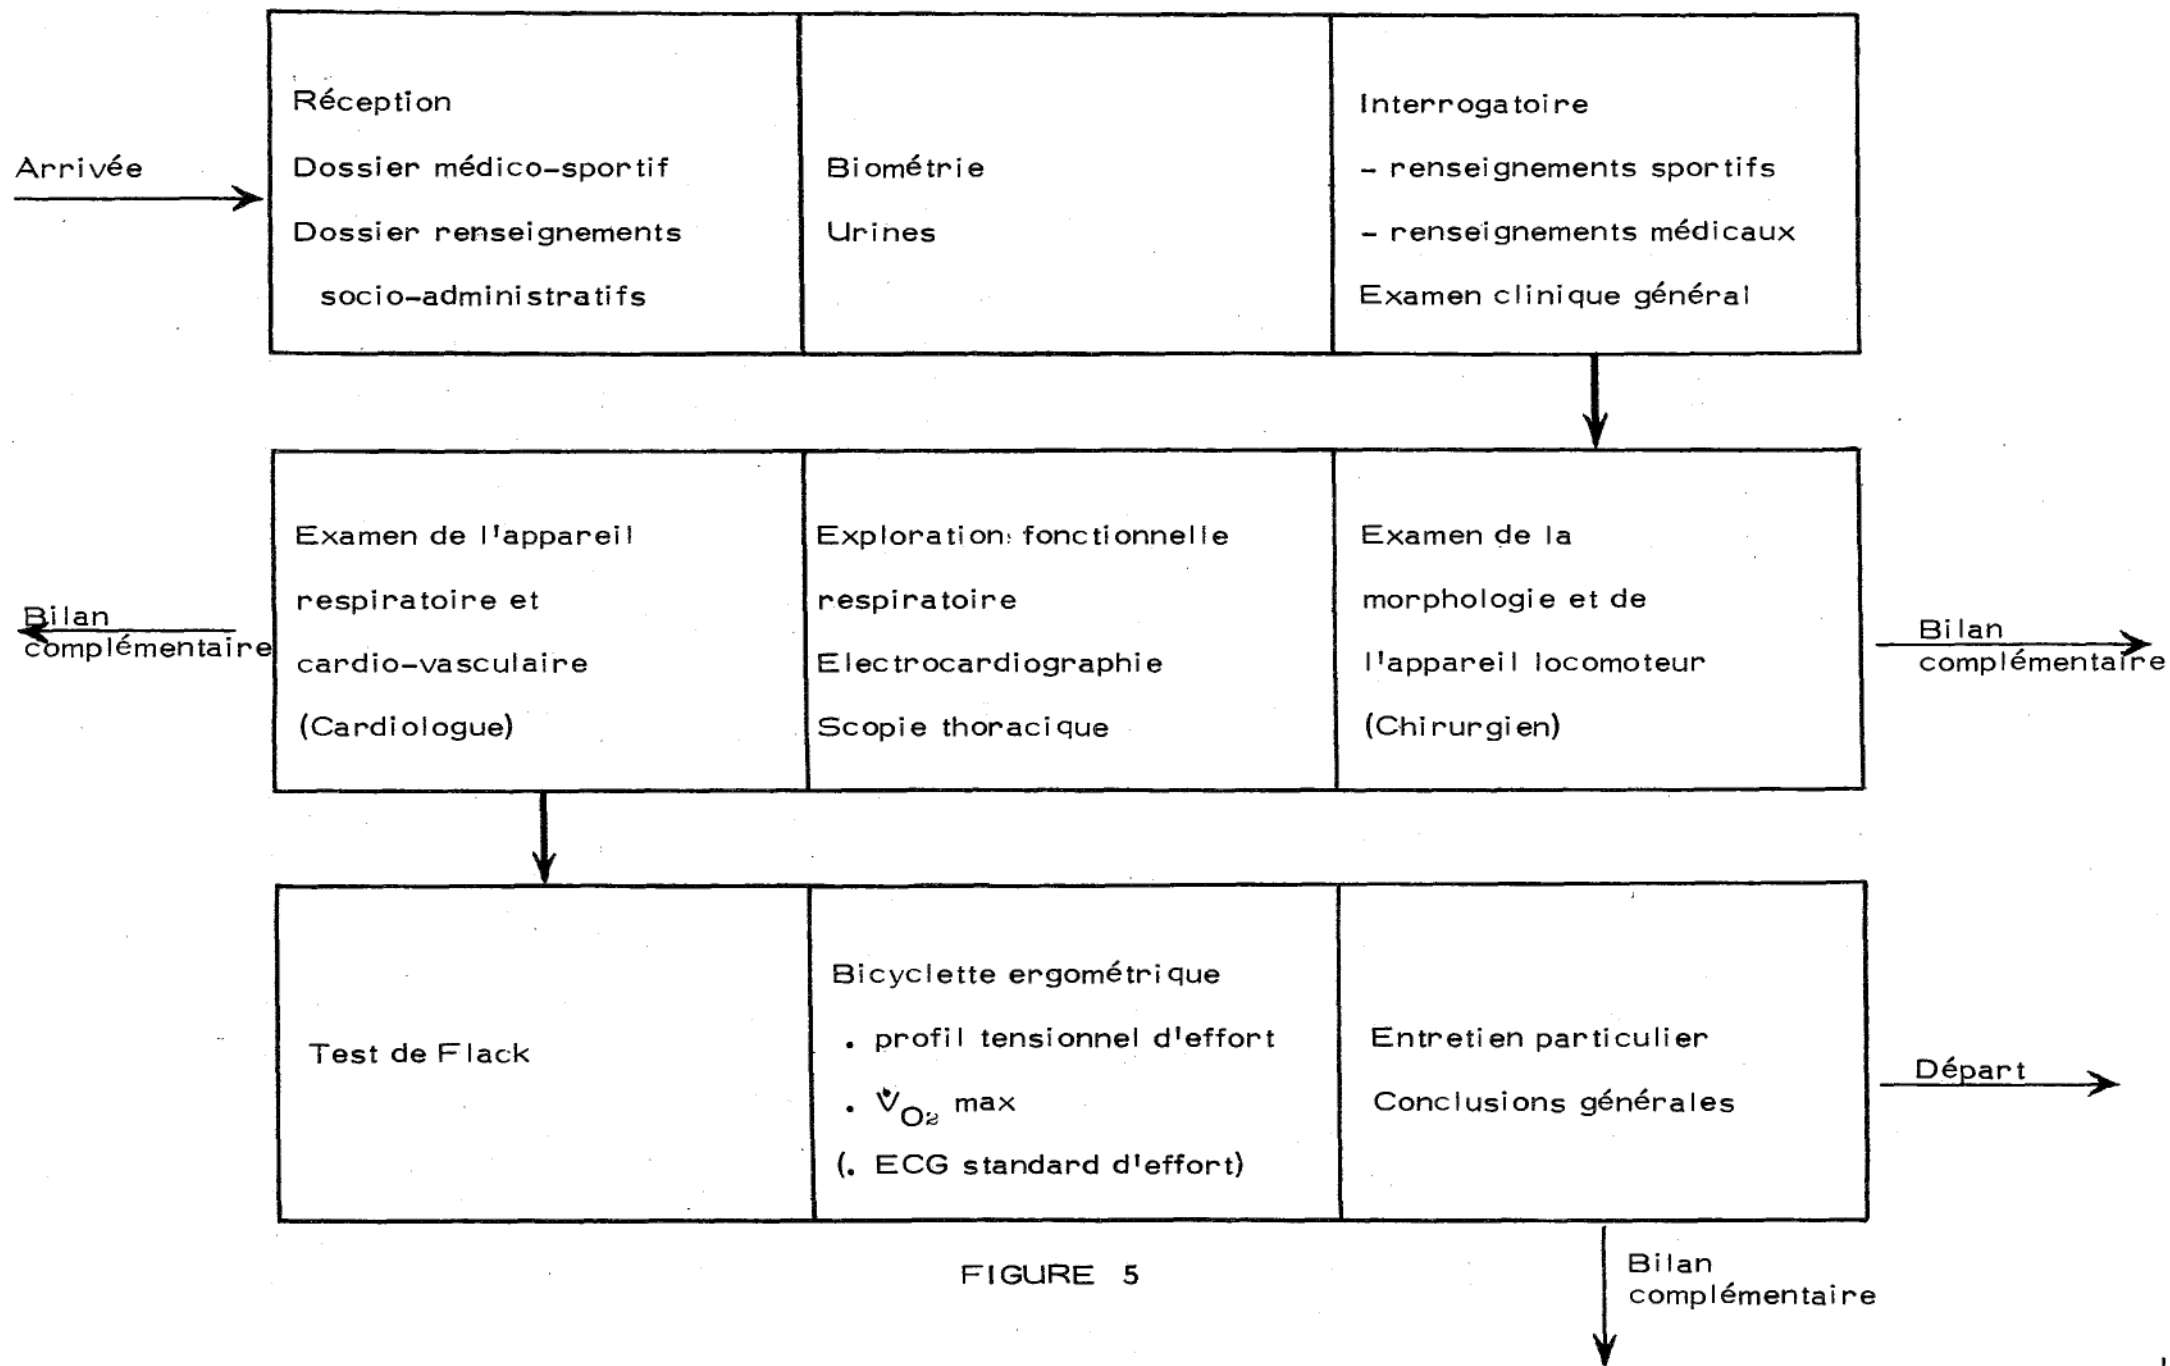 Arrivée
Réception
Dossier médico-sportif
Dossier renseignements
socio-administratifs
Biométrie
Urines
Interrogatoire
- renseignements sportifs
- renseignements médicaux
Examen clinique général
Bilan
complémentaire
Examen de l'appareil
respiratoire et
cardio-vasculaire
(Cardiologue)
Exploration fonctionnelle
respiratoire
Electrocardiographie
Scopie thoracique
Examen de la
morphologie et de
l'appareil locomoteur
(Chirurgien)
Bilan
complémentaire
Test de Flack
Bicyclette ergométrique
. profil tensionnel d'effort
. V̇O₂ max
(. ECG standard d'effort)
Entretien particulier
Conclusions générales
Départ
Bilan
complémentaire
FIGURE 5